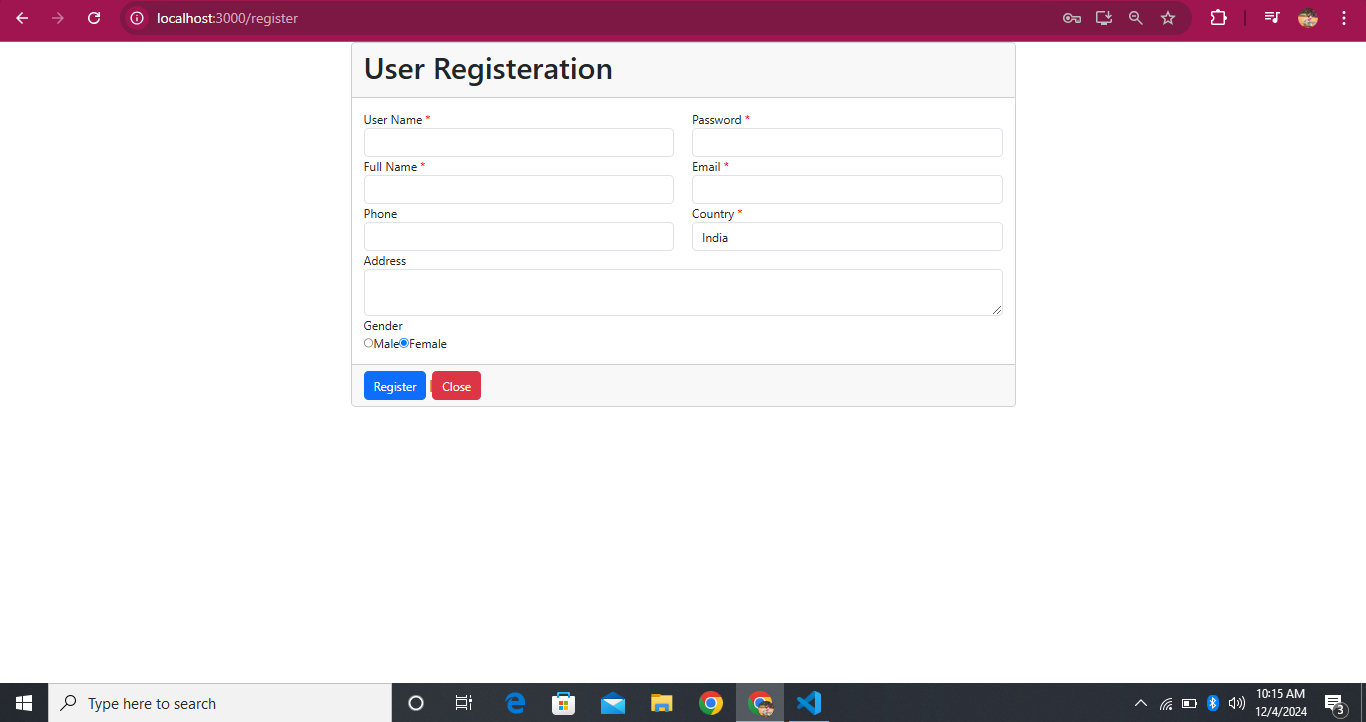 localhost:3000/register
User Registeration
User Name * Password *
Full Name * Email *
Phone Country *
India
Address
Gender
Male Female
Register | Close
Type here to search
10:15 AM
12/4/2024
3